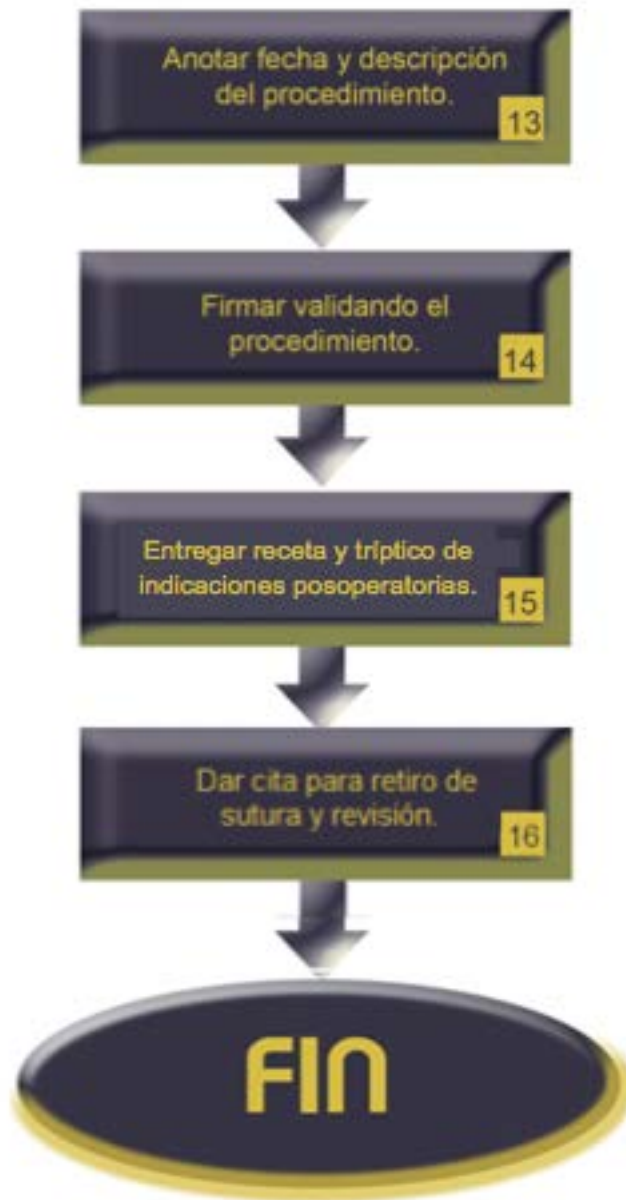 Anotar fecha y descripción
del procedimiento.
13
Firmar validando el
procedimiento.
14
Entregar receta y tríptico de
indicaciones posoperatorias.
15
Dar cita para retiro de
sutura y revisión.
16
FIN